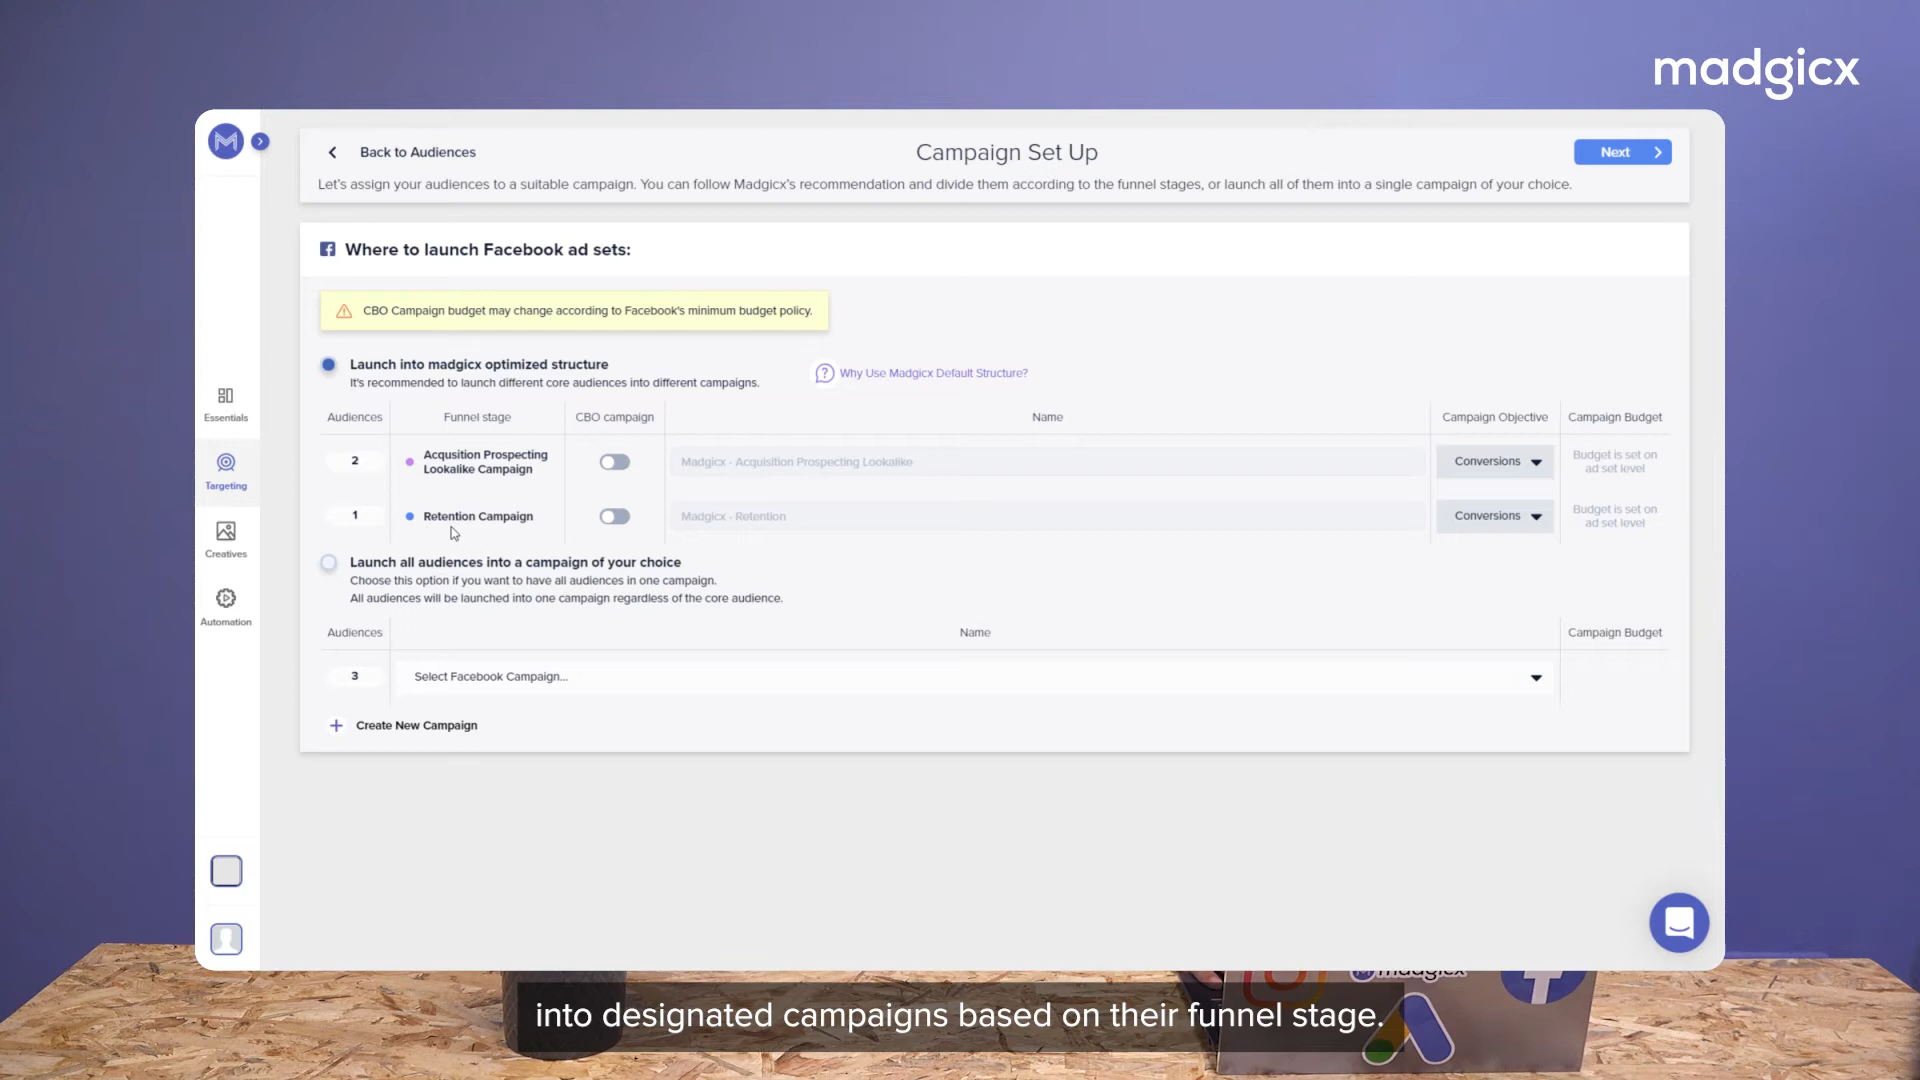 madgicx
Back to Audiences
Campaign Set Up
Next
Let's assign your audiences to a suitable campaign. You can follow Madgicx's recommendation and divide them according to the funnel stages, or launch all of them into a single campaign of your choice.
Where to launch Facebook ad sets:
CBO Campaign budget may change according to Facebook's minimum budget policy.
Launch into madgicx optimized structure
It's recommended to launch different core audiences into different campaigns.
Why Use Madgicx Default Structure?
Essentials
Targeting
Creatives
Automation
Audiences
Funnel stage
CBO campaign
Name
Campaign Objective
Campaign Budget
2
Acqusition Prospecting
Lookalike Campaign
Madgicx - Acquisition Prospecting Lookalike
Conversions
Budget is set on
ad set level
1
Retention Campaign
Madgicx - Retention
Conversions
Budget is set on
ad set level
Launch all audiences into a campaign of your choice
Choose this option if you want to have all audiences in one campaign.
All audiences will be launched into one campaign regardless of the core audience.
Audiences
Name
Campaign Budget
3
Select Facebook Campaign...
Create New Campaign
madgicx
into designated campaigns based on their funnel stage.